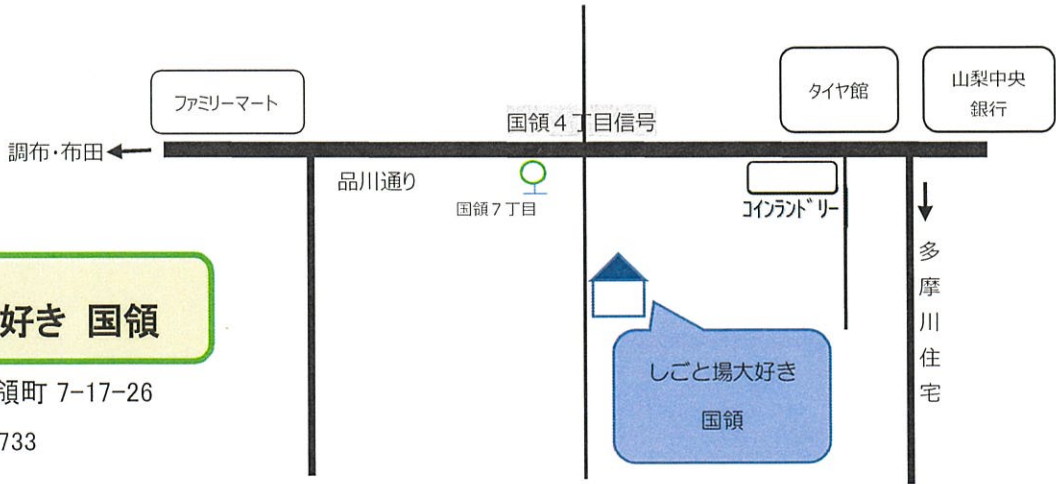 ファミリーマート
タイヤ館
山梨中央
銀行
国領4丁目信号
調布・布田
品川通り
国領7丁目
コインランドリー
多摩川住宅
好き 国領
領町 7-17-26
733
しごと場大好き
国領